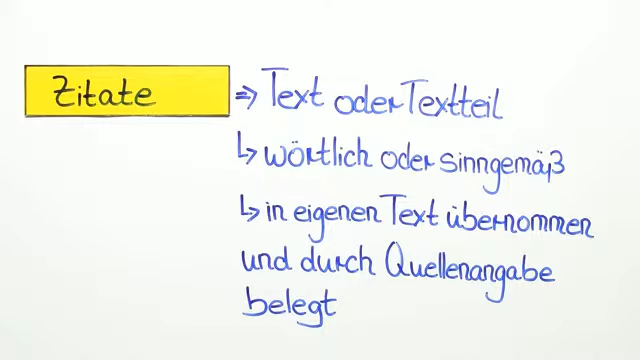 Zitate => Text oder Textteil
↳ wörtlich oder sinngemäß
↳ in eigenen Text übernommen
und durch Quellenangabe
belegt